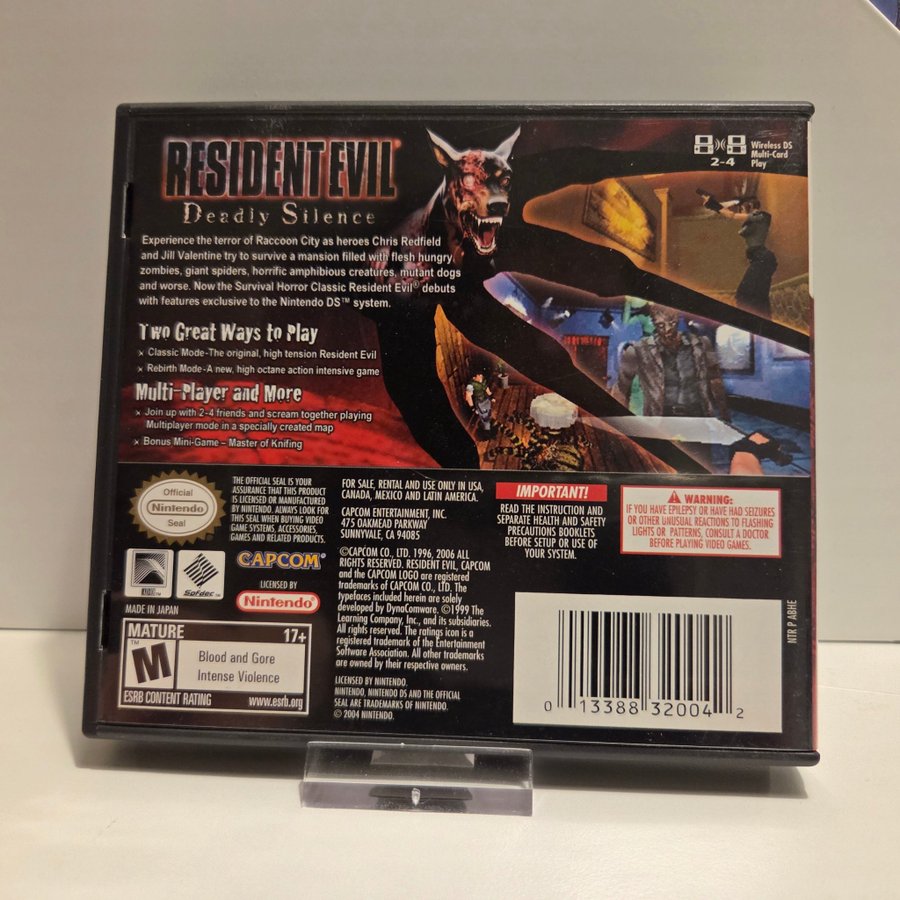 RESIDENT EVIL®
Deadly Silence
Experience the terror of Raccoon City as heroes Chris Redfield
and Jill Valentine try to survive a mansion filled with flesh hungry
zombies, giant spiders, horrific amphibious creatures, mutant dogs
and worse. Now the Survival Horror Classic Resident Evil® debuts
with features exclusive to the Nintendo DS™ system.
Two Great Ways to Play
× Classic Mode-The original, high tension Resident Evil
× Rebirth Mode-A new, high octane action intensive game
Multi-Player and More
× Join up with 2-4 friends and scream together playing
Multiplayer mode in a specially created map
× Bonus Mini-Game – Master of Knifing
2-4
Wireless DS
Multi-Card
Play
Official
Nintendo
Seal
THE OFFICIAL SEAL IS YOUR
ASSURANCE THAT THIS PRODUCT
IS LICENSED OR MANUFACTURED
BY NINTENDO. ALWAYS LOOK FOR
THIS SEAL WHEN BUYING VIDEO
GAME SYSTEMS, ACCESSORIES,
GAMES AND RELATED PRODUCTS.
Sofdec™
CAPCOM®
LICENSED BY
Nintendo®
MADE IN JAPAN
MATURE 17+
M™
Blood and Gore
Intense Violence
ESRB CONTENT RATING www.esrb.org
FOR SALE, RENTAL AND USE ONLY IN USA,
CANADA, MEXICO AND LATIN AMERICA.
CAPCOM ENTERTAINMENT, INC.
475 OAKMEAD PARKWAY
SUNNYVALE, CA 94085
©CAPCOM CO., LTD. 1996, 2006 ALL
RIGHTS RESERVED. RESIDENT EVIL, CAPCOM
and the CAPCOM LOGO are registered
trademarks of CAPCOM CO., LTD. The
typefaces included herein are solely
developed by DynaComware. ©1999 The
Learning Company, Inc., and its subsidiaries.
All rights reserved. The ratings icon is a
registered trademark of the Entertainment
Software Association. All other trademarks
are owned by their respective owners.
LICENSED BY NINTENDO.
NINTENDO, NINTENDO DS AND THE OFFICIAL
SEAL ARE TRADEMARKS OF NINTENDO.
© 2004 NINTENDO.
IMPORTANT!
READ THE INSTRUCTION AND
SEPARATE HEALTH AND SAFETY
PRECAUTIONS BOOKLETS
BEFORE SETUP OR USE OF
YOUR SYSTEM.
WARNING:
IF YOU HAVE EPILEPSY OR HAVE HAD SEIZURES
OR OTHER UNUSUAL REACTIONS TO FLASHING
LIGHTS OR PATTERNS, CONSULT A DOCTOR
BEFORE PLAYING VIDEO GAMES.
NTR P ABHE
0 13388 32004 2